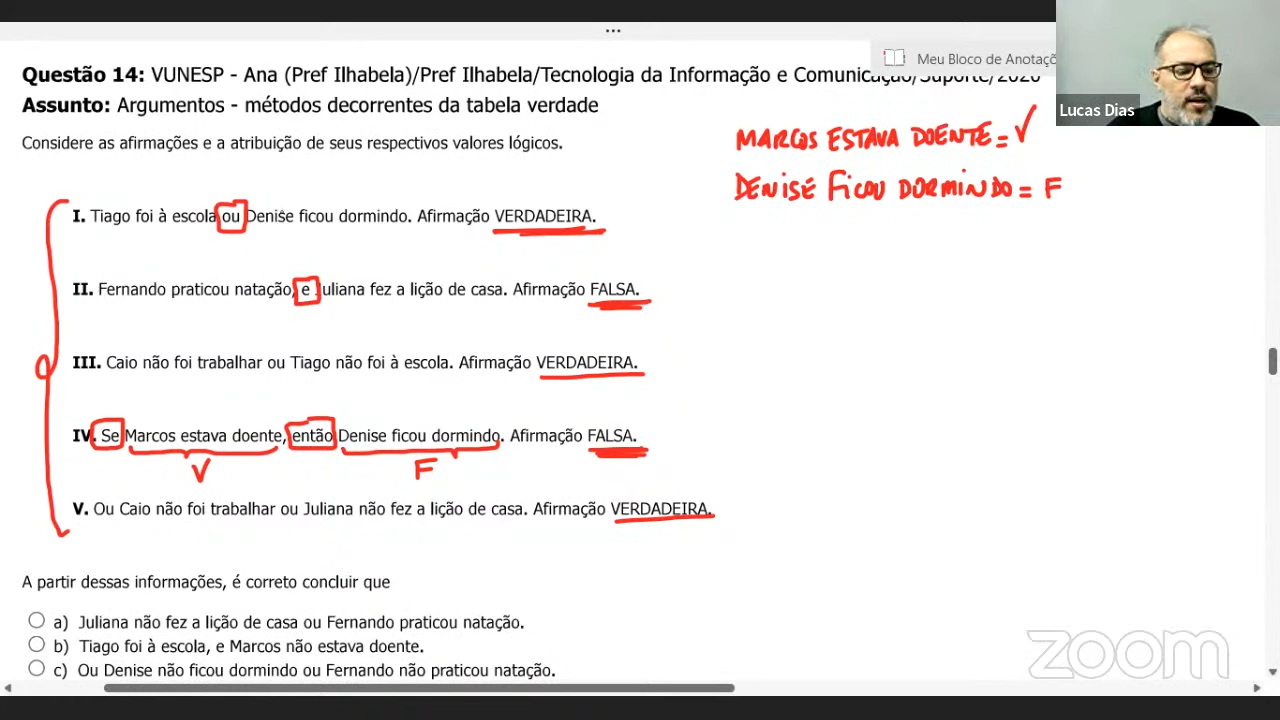 ...
Meu Bloco de Anotaçõ
Questão 14: VUNESP - Ana (Pref Ilhabela)/Pref Ilhabela/Tecnologia da Informação e Comunicação/Suporte/2020
Lucas Dias
Assunto: Argumentos - métodos decorrentes da tabela verdade
Considere as afirmações e a atribuição de seus respectivos valores lógicos.
MARCOS ESTAVA DOENTE = V
DENISE FICOU DORMINDO = F
I. Tiago foi à escola ou Denise ficou dormindo. Afirmação VERDADEIRA.
II. Fernando praticou natação, e Juliana fez a lição de casa. Afirmação FALSA.
III. Caio não foi trabalhar ou Tiago não foi à escola. Afirmação VERDADEIRA.
IV. Se Marcos estava doente, então Denise ficou dormindo. Afirmação FALSA.
V F
V. Ou Caio não foi trabalhar ou Juliana não fez a lição de casa. Afirmação VERDADEIRA.
A partir dessas informações, é correto concluir que
a) Juliana não fez a lição de casa ou Fernando praticou natação.
b) Tiago foi à escola, e Marcos não estava doente.
c) Ou Denise não ficou dormindo ou Fernando não praticou natação.
zoom